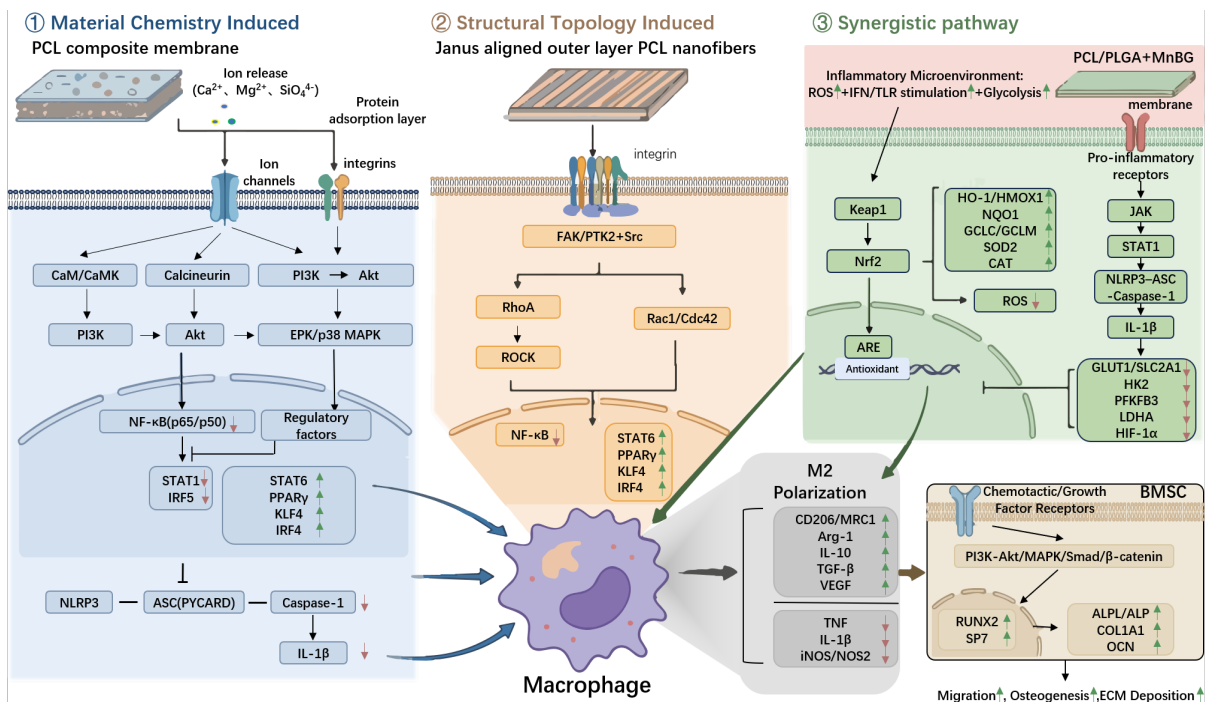 ① Material Chemistry Induced
PCL composite membrane
Ion release
(Ca²⁺、Mg²⁺、SiO₄⁴⁻)
Protein
adsorption layer
Ion
channels
integrins
CaM/CaMK
Calcineurin
PI3K
Akt
PI3K
Akt
EPK/p38 MAPK
NF-κB(p65/p50)
Regulatory
factors
STAT1
IRF5
STAT6
PPARγ
KLF4
IRF4
NLRP3
ASC(PYCARD)
Caspase-1
IL-1β
② Structural Topology Induced
Janus aligned outer layer PCL nanofibers
integrin
FAK/PTK2+Src
RhoA
Rac1/Cdc42
ROCK
NF-κB
STAT6
PPARγ
KLF4
IRF4
Macrophage
③ Synergistic pathway
PCL/PLGA+MnBG
Inflammatory Microenvironment:
ROS+IFN/TLR stimulation+Glycolysis
membrane
Pro-inflammatory
receptors
Keap1
Nrf2
HO-1/HMOX1
NQO1
GCLC/GCLM
SOD2
CAT
ROS
ARE
Antioxidant
JAK
STAT1
NLRP3–ASC
-Caspase-1
IL-1β
GLUT1/SLC2A1
HK2
PFKFB3
LDHA
HIF-1α
M2
Polarization
CD206/MRC1
Arg-1
IL-10
TGF-β
VEGF
TNF
IL-1β
iNOS/NOS2
Chemotactic/Growth
Factor Receptors
BMSC
PI3K-Akt/MAPK/Smad/β-catenin
RUNX2
SP7
ALPL/ALP
COL1A1
OCN
Migration, Osteogenesis,ECM Deposition